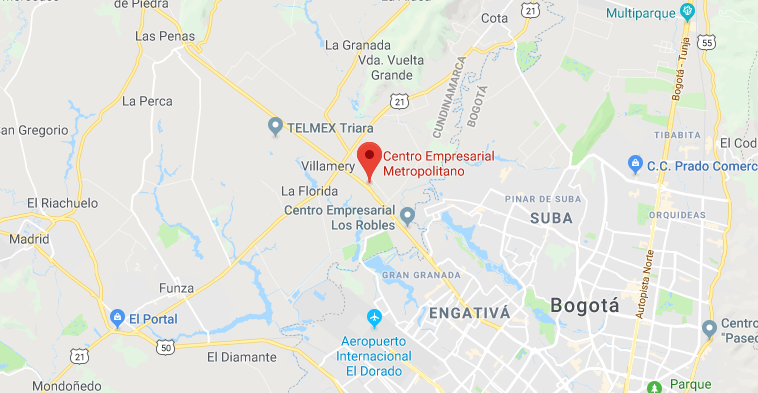 de Piedra
21
Cota
Multiparque
Las Penas
La Granada
Vda. Vuelta
Grande
55
Bogotá - Tunja
La Perca
21
CUNDINAMARCA
BOGOTÁ
San Gregorio
TELMEX Triara
TIBABITA
El Cod
Villamery
Centro Empresarial
Metropolitano
C.C. Prado Comerc
La Florida
El Riachuelo
Centro Empresarial
Los Robles
PINAR DE SUBA
SUBA
ORQUIDEAS
Madrid
Autopista Norte
Funza
GRAN GRANADA
El Portal
ENGATIVÁ
Bogotá
Centro
"Paseo
50
21
El Diamante
Aeropuerto
Internacional
El Dorado
Mondoñedo
Parque